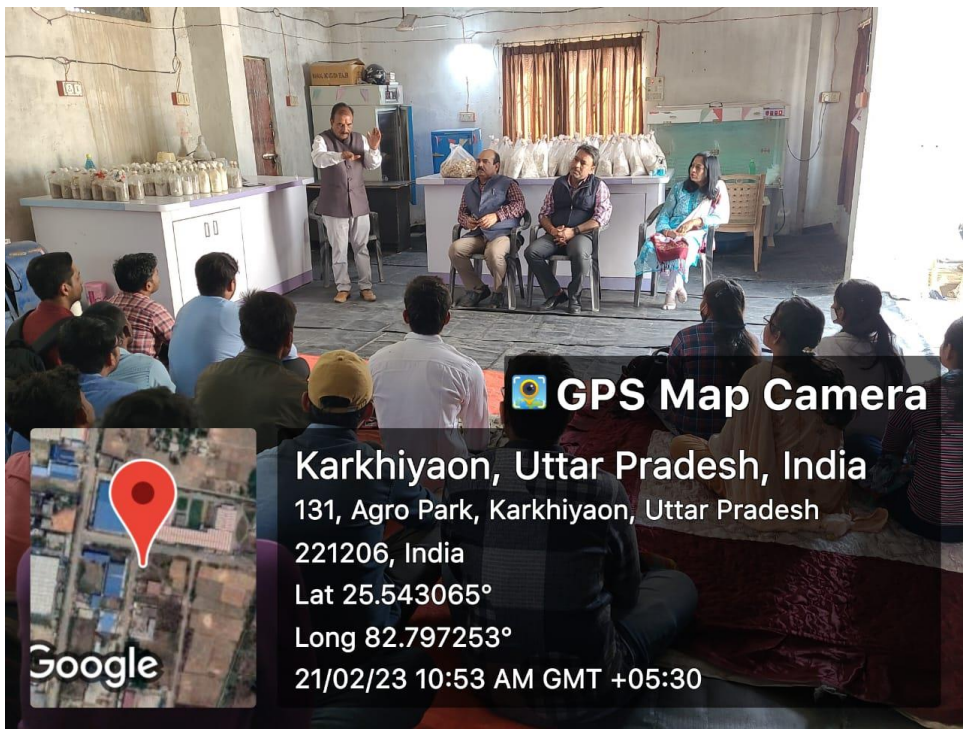 GPS Map Camera
Karkhiyaon, Uttar Pradesh, India
131, Agro Park, Karkhiyaon, Uttar Pradesh
221206, India
Lat 25.543065°
Long 82.797253°
21/02/23 10:53 AM GMT +05:30
Google